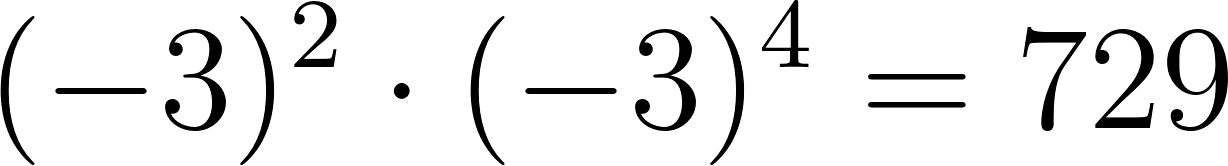 (−3)² · (−3)⁴ = 729